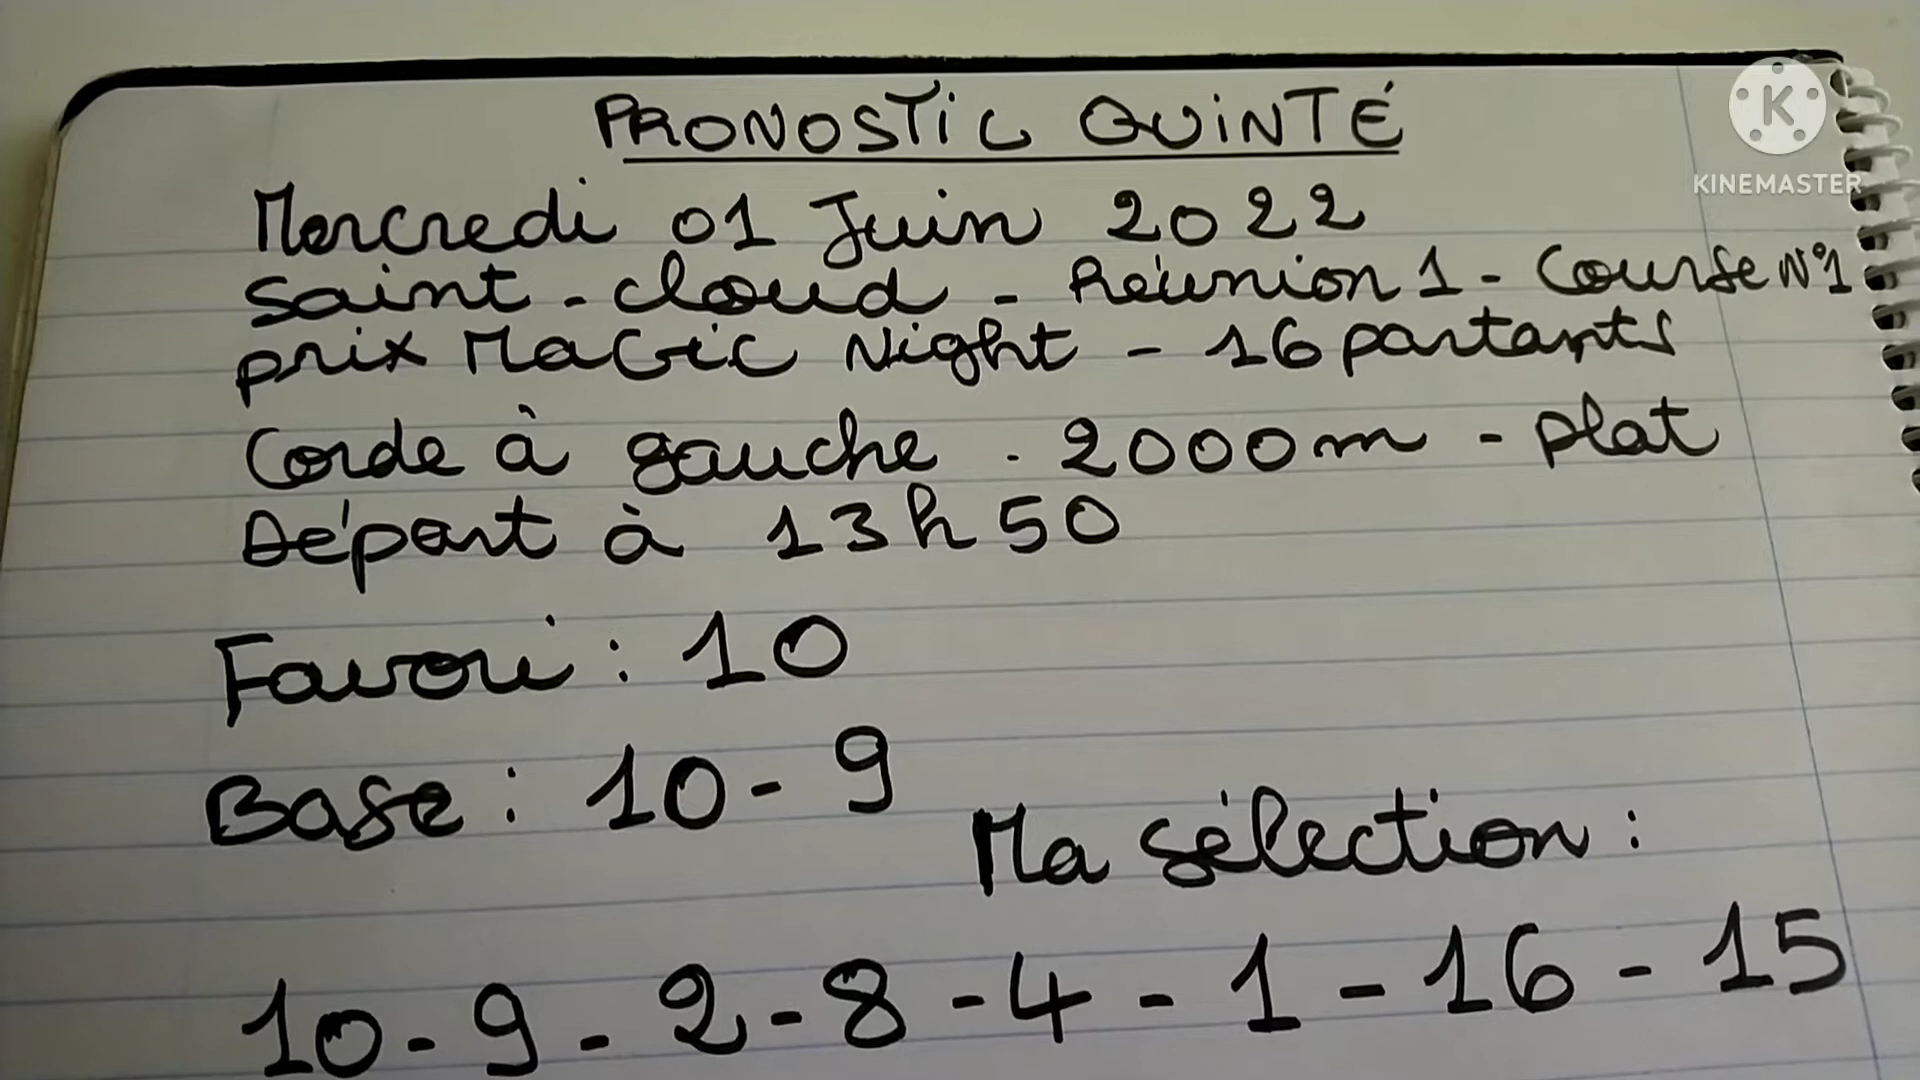 PRONOSTIC QUINTÉ
Mercredi 01 Juin 2022
Saint-cloud - Réunion 1 - Course N°1
prix Magic Night - 16 partants
Corde à gauche . 2000m - plat
Départ à 13h50
Favori : 10
Base : 10 - 9
Ma sélection :
10 - 9 - 2 - 8 - 4 - 1 - 16 - 15
KINEMASTER